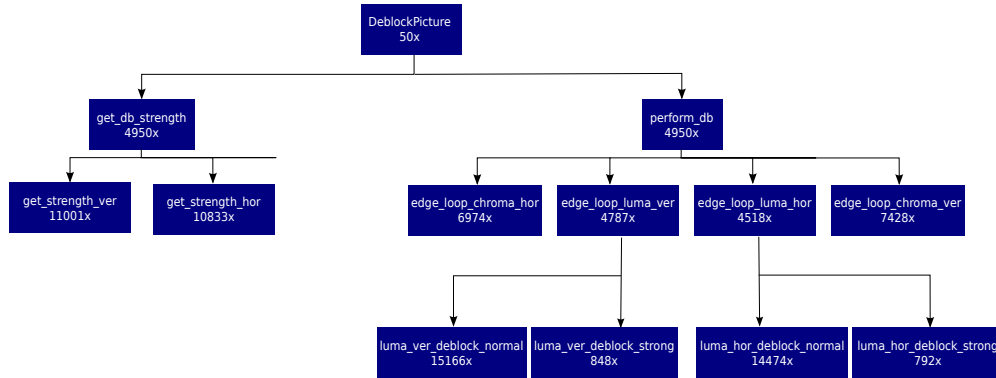 DeblockPicture
50x
get_db_strength
4950x
perform_db
4950x
get_strength_ver
11001x
get_strength_hor
10833x
edge_loop_chroma_hor
6974x
edge_loop_luma_ver
4787x
edge_loop_luma_hor
4518x
edge_loop_chroma_ver
7428x
luma_ver_deblock_normal
15166x
luma_ver_deblock_strong
848x
luma_hor_deblock_normal
14474x
luma_hor_deblock_strong
792x